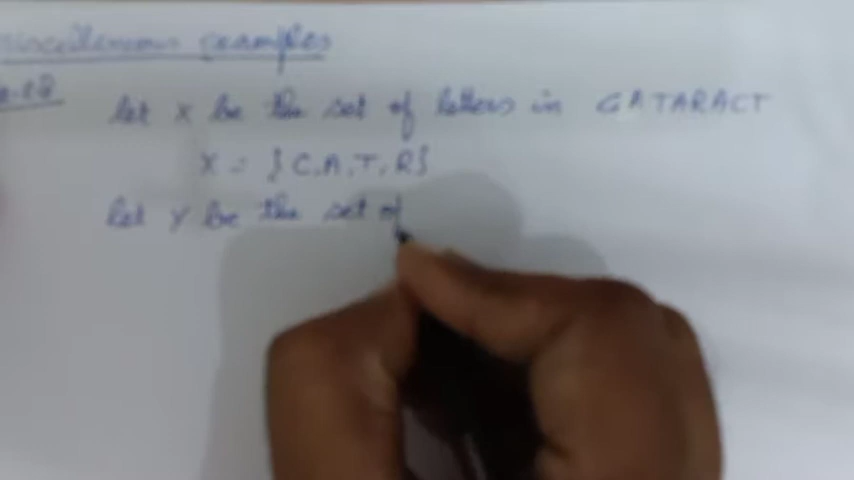 Miscellaneous examples
let X be the set of letters in CATARACT
X = { C, A, T, R }
let Y be the set of